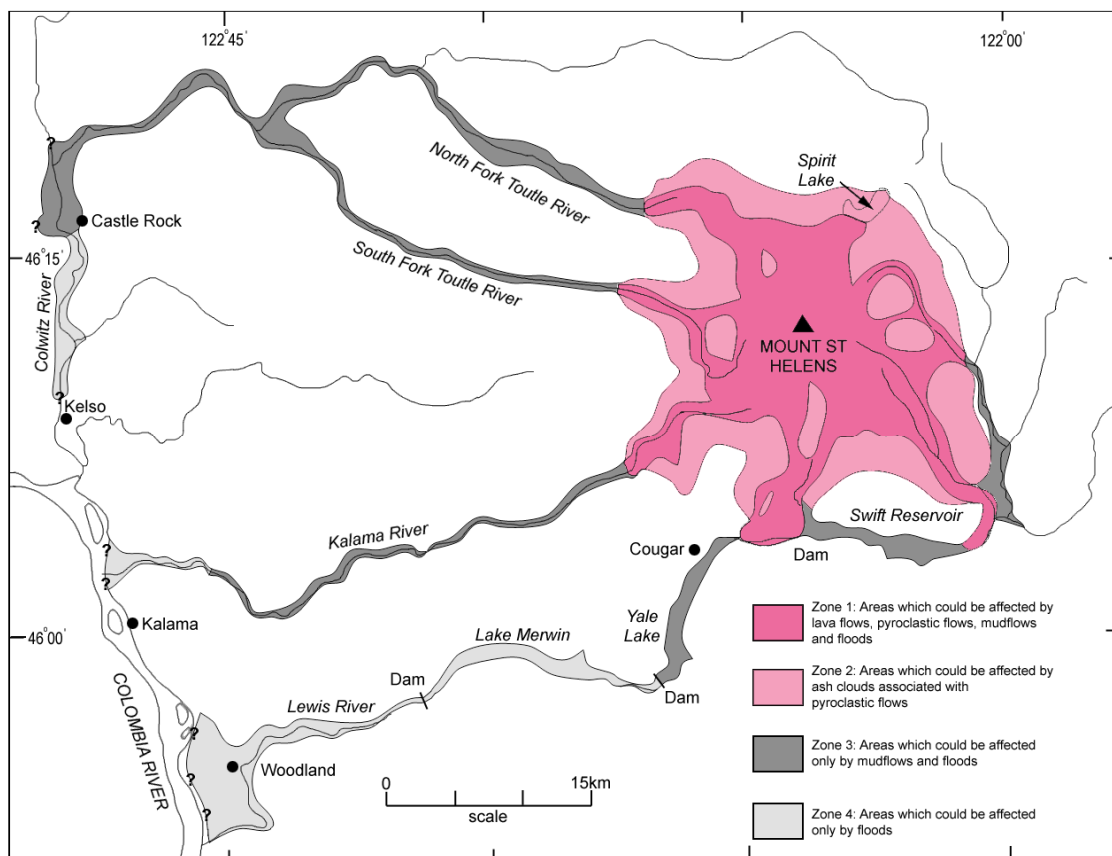 122°45'
122°00'
?
North Fork Toutle River
Spirit
Lake
Castle Rock
?
46°15'
South Fork Toutle River
Colwitz River
MOUNT ST
HELENS
?
Kelso
Swift Reservoir
Kalama River
?
Cougar
Dam
?
Kalama
46°00'
Yale
Lake
Lake Merwin
Dam
Dam
Lewis River
COLOMBIA RIVER
?
Woodland
?
?
0
15km
scale
Zone 1: Areas which could be affected by
lava flows, pyroclastic flows, mudflows
and floods
Zone 2: Areas which could be affected by
ash clouds associated with
pyroclastic flows
Zone 3: Areas which could be affected
only by mudflows and floods
Zone 4: Areas which could be affected
only by floods